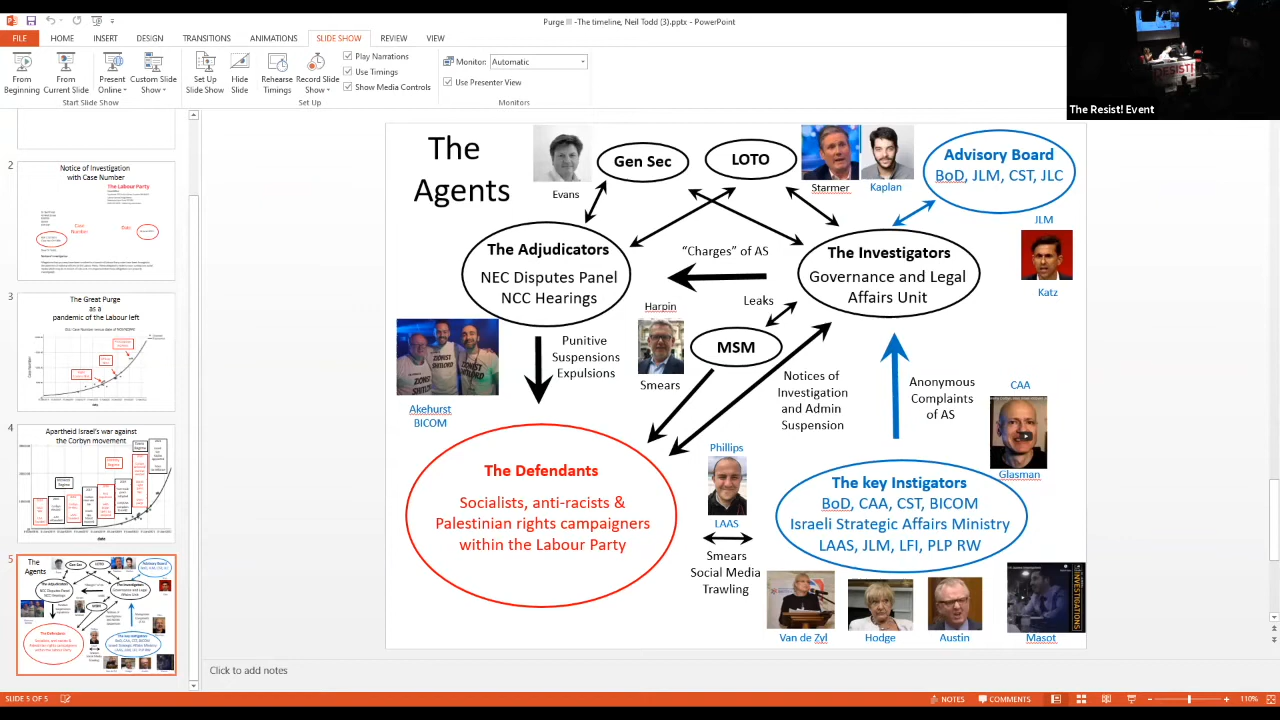 Purge II -The timeline, Neil Todd (3).pptx - PowerPoint
FILE HOME INSERT DESIGN TRANSITIONS ANIMATIONS SLIDE SHOW REVIEW VIEW
From Beginning
From Current Slide
Present Online
Custom Slide Show
Start Slide Show
Set Up Slide Show
Hide Slide
Rehearse Timings
Record Slide Show
Play Narrations
Use Timings
Show Media Controls
Set Up
Monitor: Automatic
Use Presenter View
Monitors
RESIST!
The Resist! Event
2
Notice of Investigation
with Case Number
The Labour Party
Case
Number
Date
3
The Great Purge
as a
pandemic of the Labour left
4
Apartheid Israel's war against
the Corbyn movement
5
The
Agents
Evans
Gen Sec
LOTO
Starmer
Kaplan
Advisory Board
BoD, JLM, CST, JLC
JLM
Katz
The Adjudicators
NEC Disputes Panel
NCC Hearings
"Charges" of AS
The Investigators
Governance and Legal
Affairs Unit
Leaks
Harpin
Smears
MSM
Akehurst
BICOM
Punitive
Suspensions
Expulsions
Notices of
Investigation
and Admin
Suspension
Anonymous
Complaints
of AS
CAA
Glasman
The Defendants
Socialists, anti-racists &
Palestinian rights campaigners
within the Labour Party
Phillips
LAAS
Smears
Social Media
Trawling
The key Instigators
BoD, CAA, CST, BICOM
Israeli Strategic Affairs Ministry
LAAS, JLM, LFI, PLP RW
Van de Zyl
Hodge
Austin
Masot
INVESTIGATIONS
Click to add notes
SLIDE 5 OF 5
NOTES
COMMENTS
110%